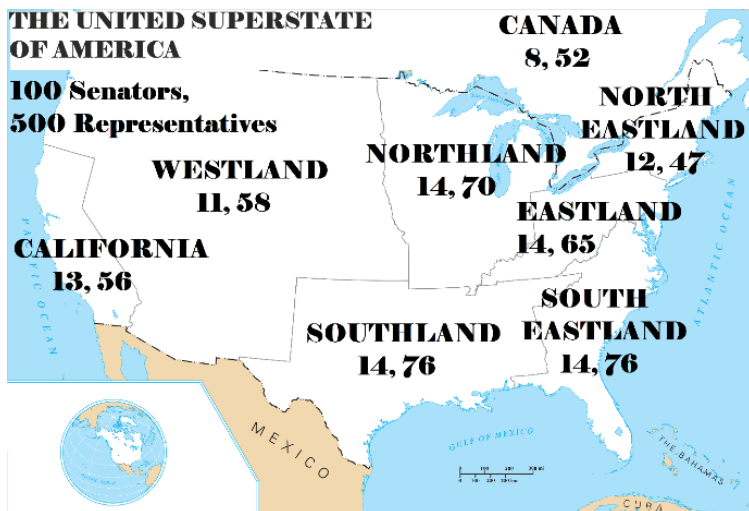 THE UNITED SUPERSTATE
OF AMERICA
100 Senators,
500 Representatives
CANADA
8, 52
NORTH
EASTLAND
12, 47
WESTLAND
11, 58
NORTHLAND
14, 70
EASTLAND
14, 65
CALIFORNIA
13, 56
SOUTHLAND
14, 76
SOUTH
EASTLAND
14, 76
PACIFIC OCEAN
ATLANTIC OCEAN
MEXICO
GULF OF MEXICO
THE BAHAMAS
CUBA